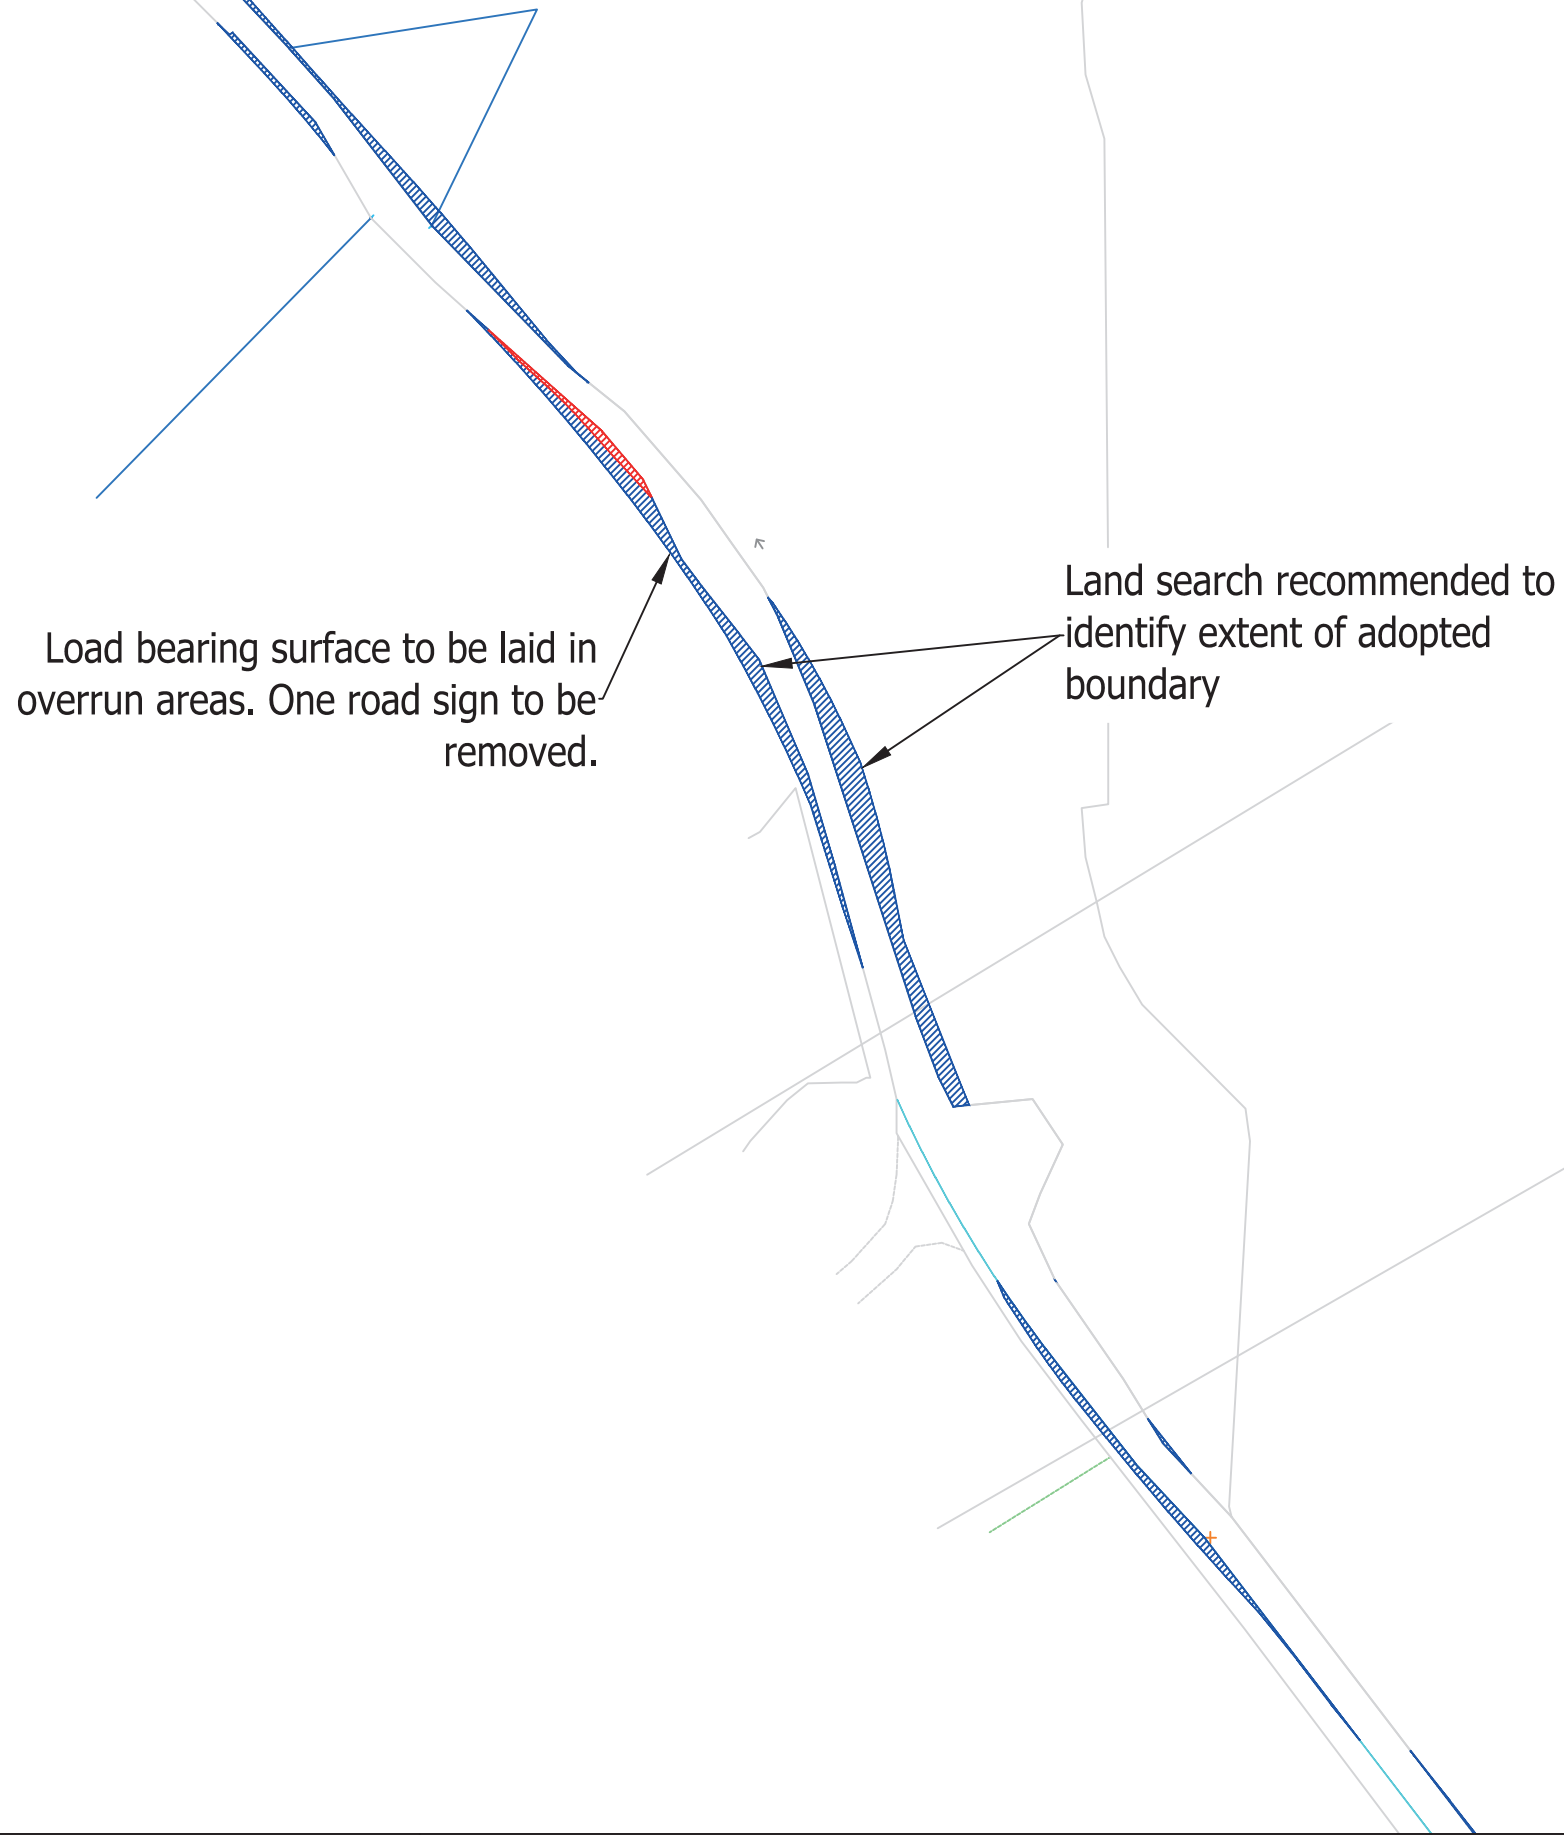 Load bearing surface to be laid in
overrun areas. One road sign to be
removed.
Land search recommended to
identify extent of adopted
boundary